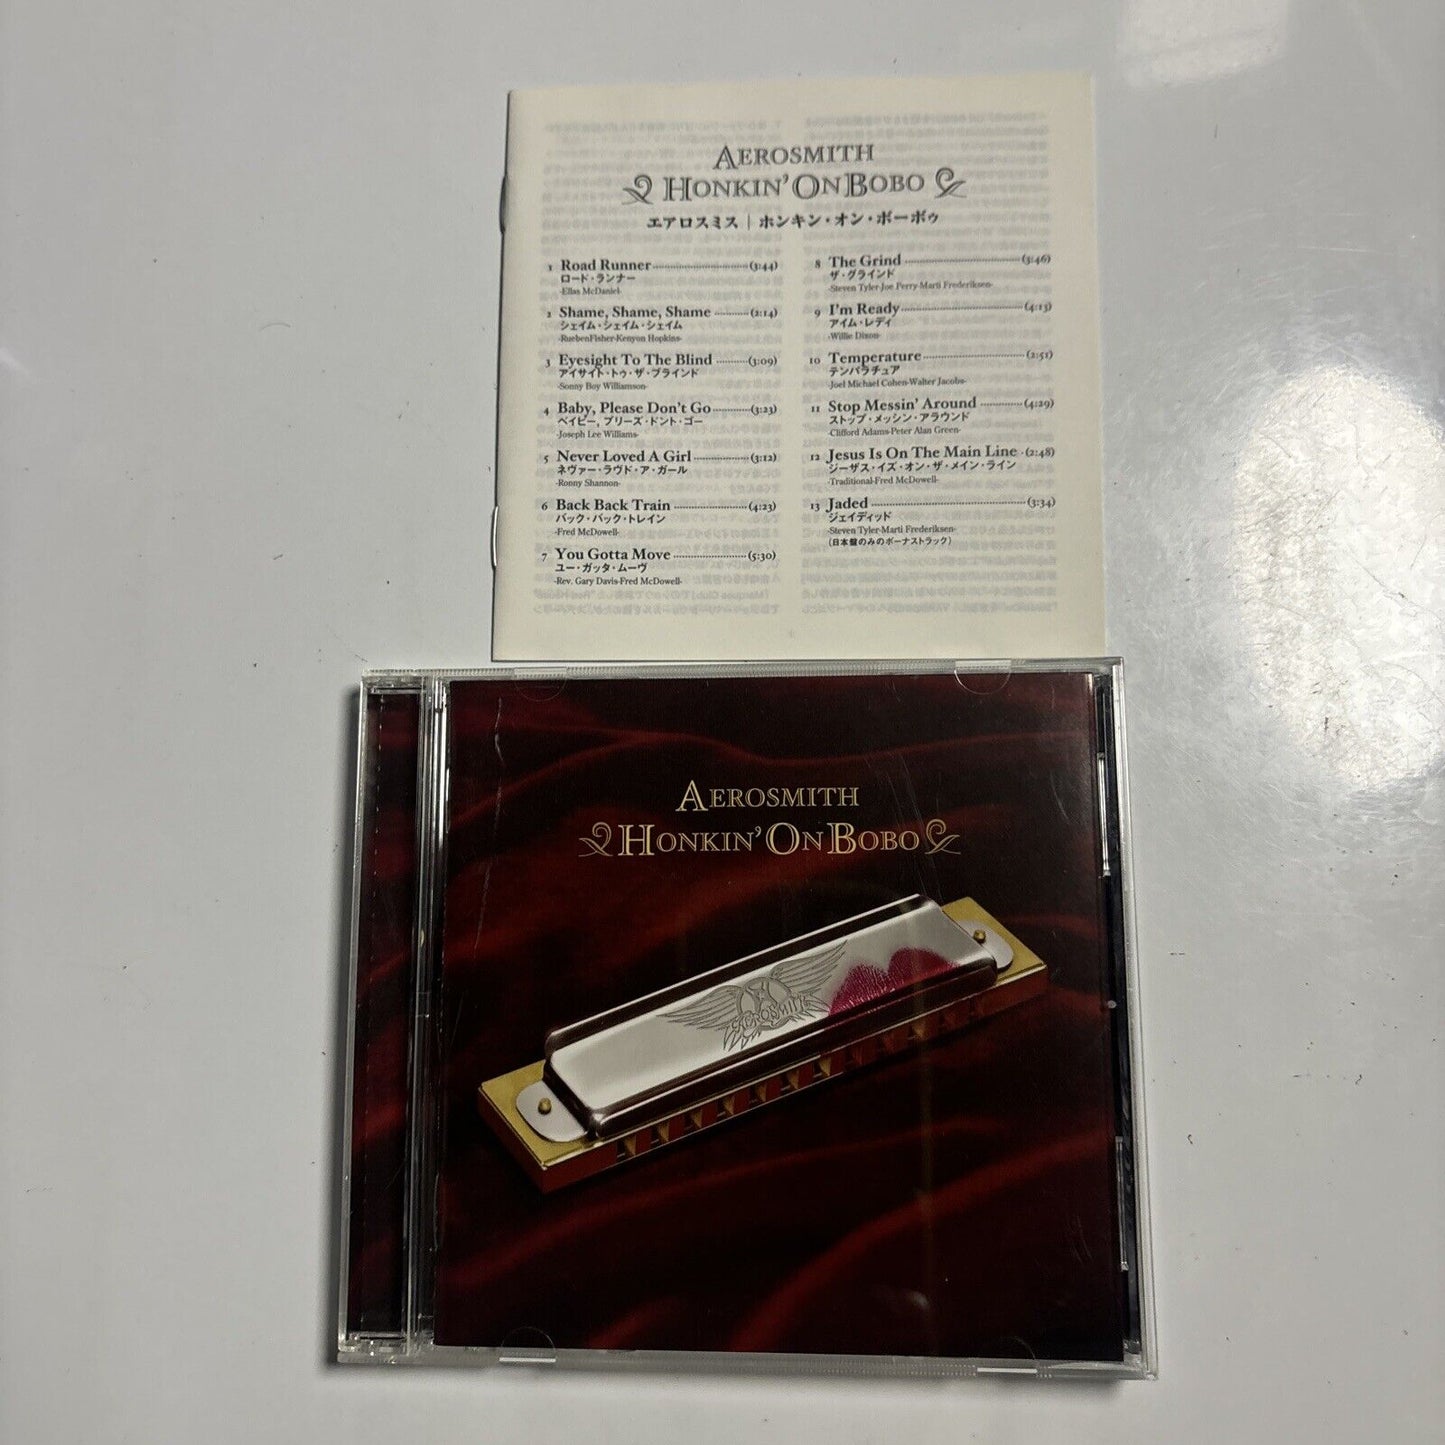 AEROSMITH
HONKIN' ON BOBO
エアロスミス | ホンキン・オン・ボーボゥ
1 Road Runner (3:44)
ロード・ランナー
-Ellas McDaniel-
2 Shame, Shame, Shame (2:14)
シェイム・シェイム・シェイム
-RuebenFisher-Kenyon Hopkins-
3 Eyesight To The Blind (3:09)
アイサイト・トゥ・ザ・ブラインド
-Sonny Boy Williamson-
4 Baby, Please Don't Go (3:23)
ベイビー, プリーズ・ドント・ゴー
-Joseph Lee Williams-
5 Never Loved A Girl (3:12)
ネヴァー・ラヴド・ア・ガール
-Ronny Shannon-
6 Back Back Train (4:23)
バック・バック・トレイン
-Fred McDowell-
7 You Gotta Move (5:30)
ユー・ガッタ・ムーヴ
-Rev. Gary Davis-Fred McDowell-
8 The Grind (3:46)
ザ・グラインド
-Steven Tyler-Joe Perry-Marti Frederiksen-
9 I'm Ready (4:13)
アイム・レディ
-Willie Dixon-
10 Temperature (2:51)
テンパラチュア
-Joel Michael Cohen-Walter Jacobs-
11 Stop Messin' Around (4:29)
ストップ・メッシン・アラウンド
-Clifford Adams-Peter Alan Green-
12 Jesus Is On The Main Line (2:48)
ジーザス・イズ・オン・ザ・メイン・ライン
-Traditional-Fred McDowell-
13 Jaded (3:34)
ジェイディッド
-Steven Tyler-Marti Frederiksen-
(日本盤のみのボーナストラック)
AEROSMITH
HONKIN' ON BOBO
AEROSMITH